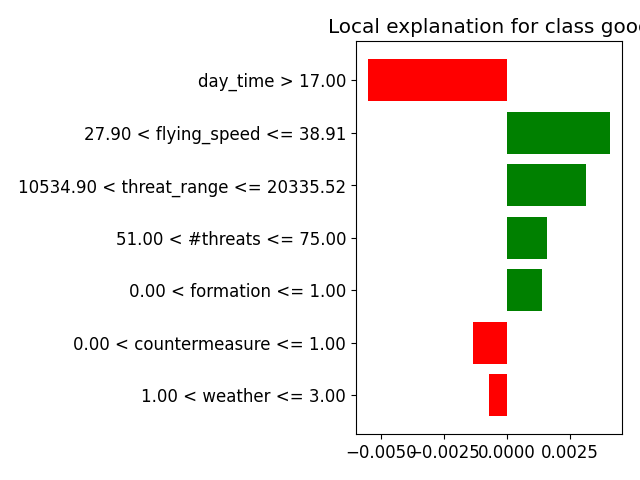 Local explanation for class goo
day_time > 17.00
27.90 < flying_speed <= 38.91
10534.90 < threat_range <= 20335.52
51.00 < #threats <= 75.00
0.00 < formation <= 1.00
0.00 < countermeasure <= 1.00
1.00 < weather <= 3.00
−0.0050 −0.0025 0.0000 0.0025